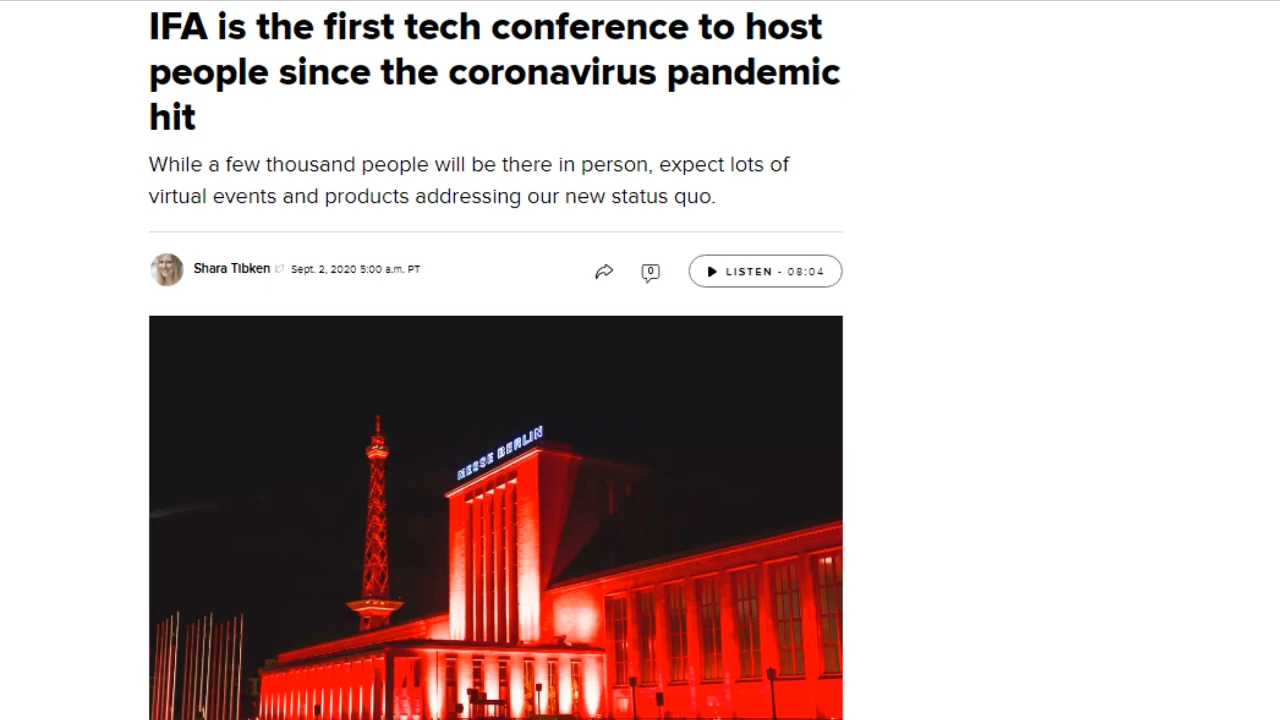 IFA is the first tech conference to host
people since the coronavirus pandemic
hit
While a few thousand people will be there in person, expect lots of
virtual events and products addressing our new status quo.
Shara Tibken Sept. 2, 2020 5:00 a.m. PT
0
LISTEN - 08:04
MESSE BERLIN